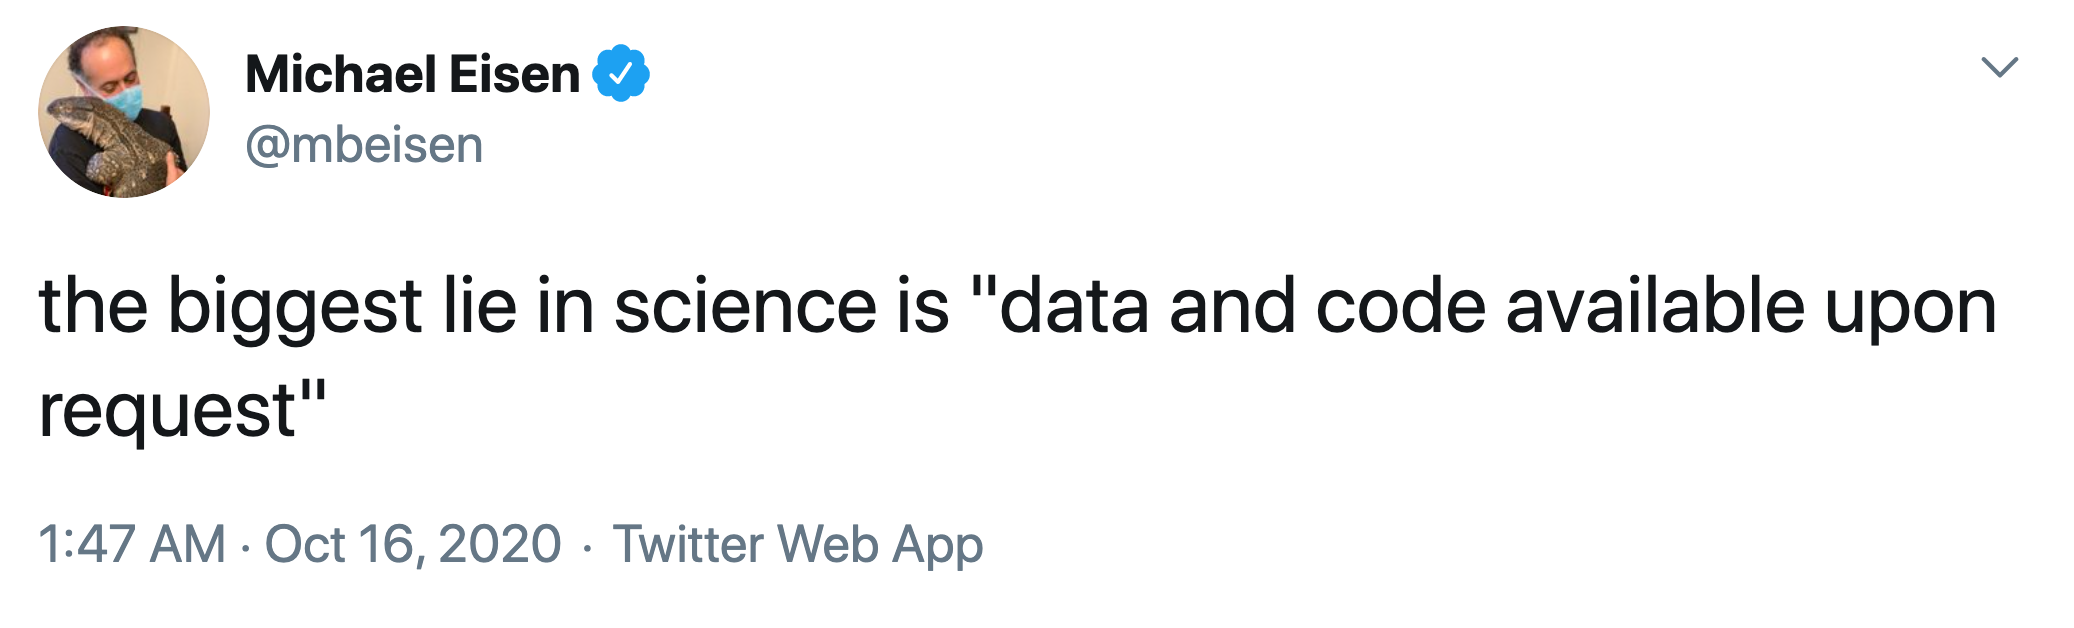 Michael Eisen
@mbeisen
the biggest lie in science is "data and code available upon
request"
1:47 AM · Oct 16, 2020 · Twitter Web App